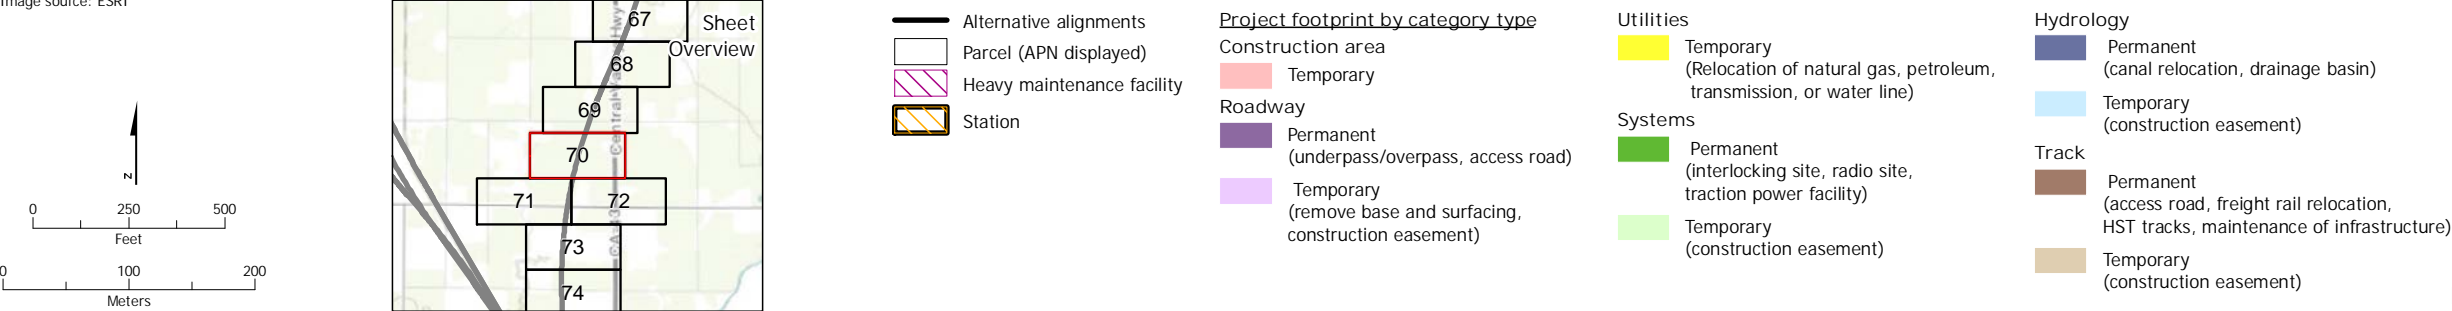 Image source: ESRI
N
0 250 500
Feet
0 100 200
Meters
Sheet
Overview
67
68
69
70
71
72
73
74
Alternative alignments
Parcel (APN displayed)
Heavy maintenance facility
Station
Project footprint by category type
Construction area
Temporary
Roadway
Permanent
(underpass/overpass, access road)
Temporary
(remove base and surfacing,
construction easement)
Utilities
Temporary
(Relocation of natural gas, petroleum,
transmission, or water line)
Systems
Permanent
(interlocking site, radio site,
traction power facility)
Temporary
(construction easement)
Hydrology
Permanent
(canal relocation, drainage basin)
Temporary
(construction easement)
Track
Permanent
(access road, freight rail relocation,
HST tracks, maintenance of infrastructure)
Temporary
(construction easement)